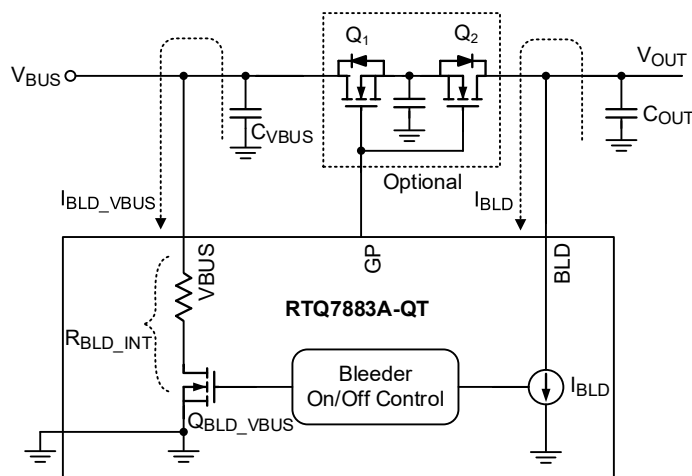 Q1 Q2
VBUS VOUT
CVBUS COUT
Optional
IBLD_VBUS IBLD
VBUS GP BLD
RTQ7883A-QT
RBLD_INT
Bleeder
On/Off Control
IBLD
QBLD_VBUS